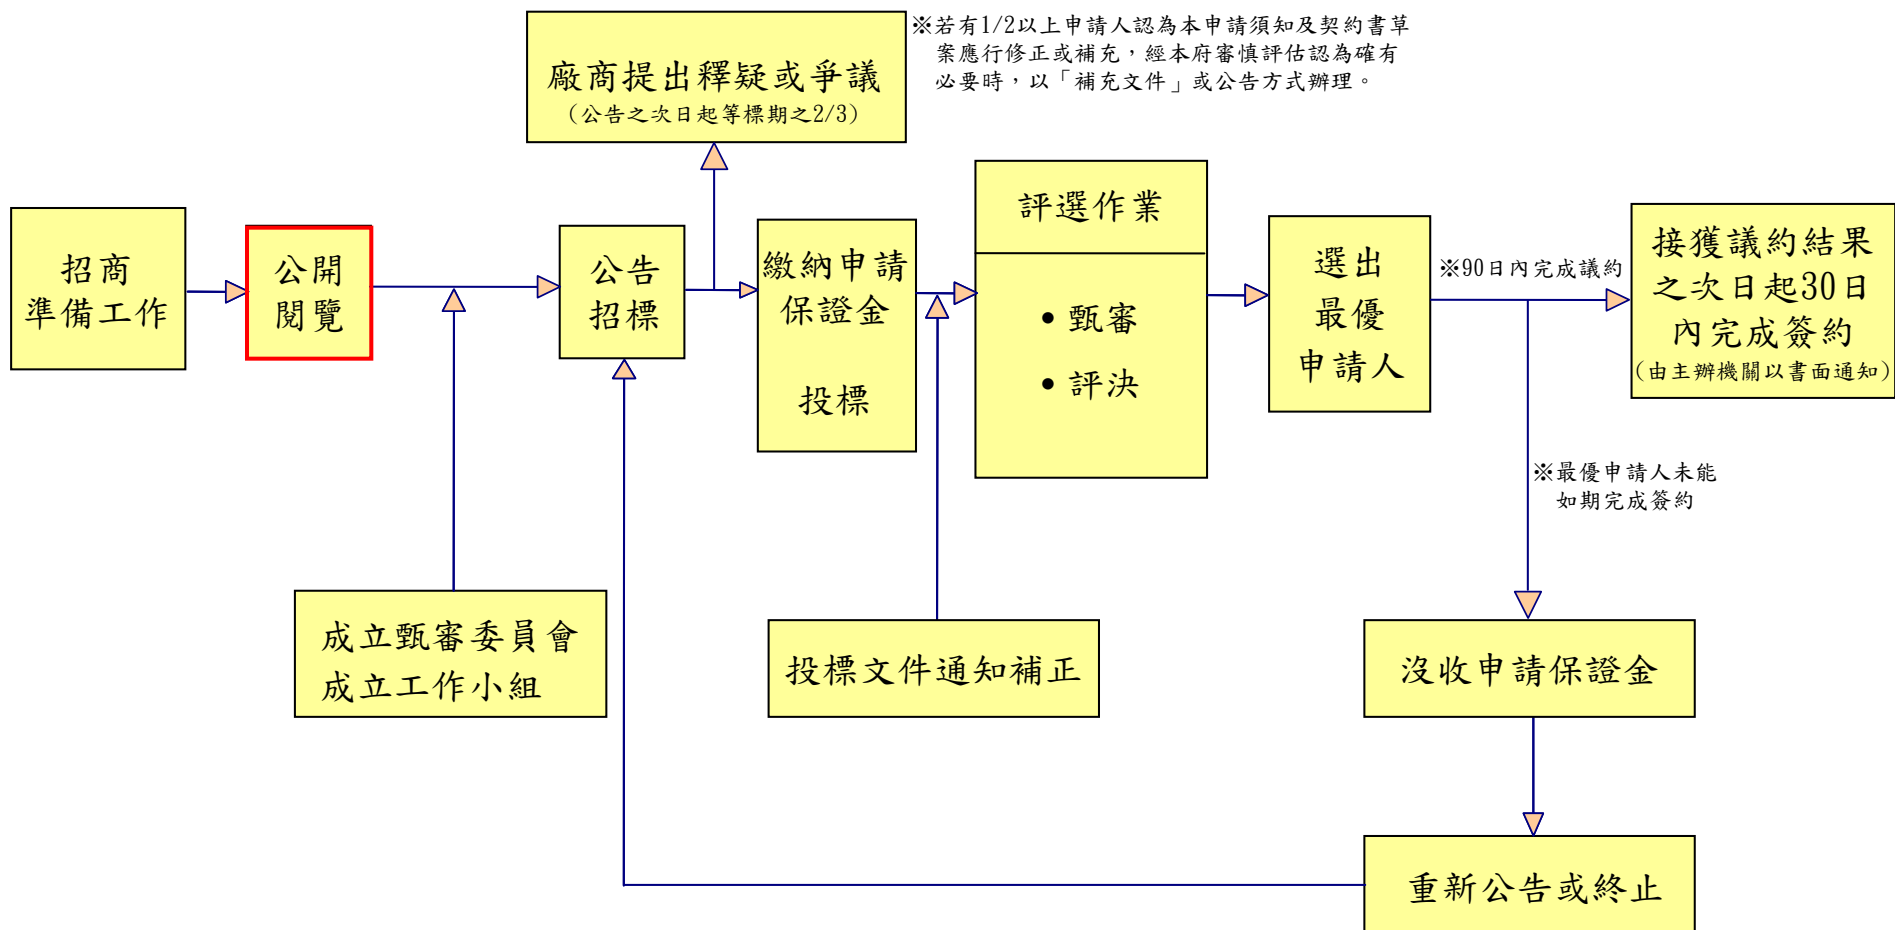 廠商提出釋疑或爭議
（公告之次日起等標期之2/3）
※若有1/2以上申請人認為本申請須知及契約書草
案應行修正或補充，經本府審慎評估認為確有
必要時，以「補充文件」或公告方式辦理。
招商
準備工作
公開
閱覽
公告
招標
繳納申請
保證金
投標
評選作業
• 甄審
• 評決
選出
最優
申請人
※90日內完成議約
接獲議約結果
之次日起30日
內完成簽約
（由主辦機關以書面通知）
※最優申請人未能
如期完成簽約
成立甄審委員會
成立工作小組
投標文件通知補正
沒收申請保證金
重新公告或終止